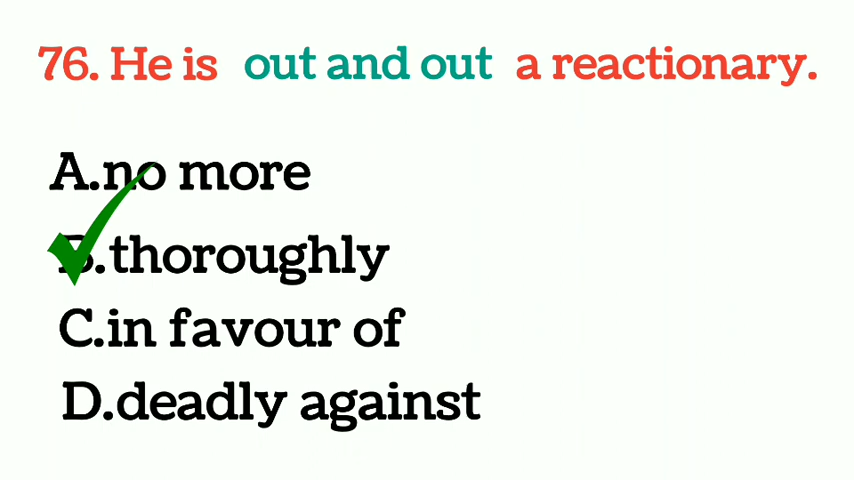 76. He is out and out a reactionary.
A.no more
B.thoroughly
C.in favour of
D.deadly against